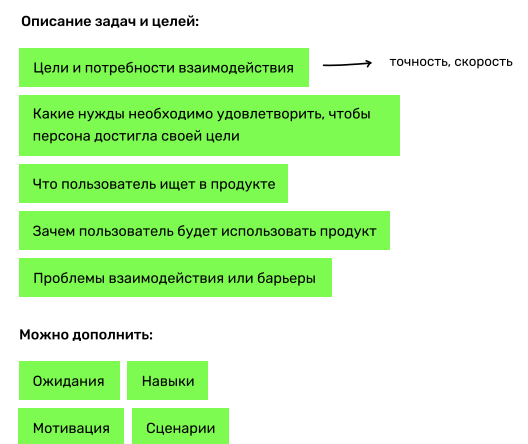 Описание задач и целей:
Цели и потребности взаимодействия
точность, скорость
Какие нужды необходимо удовлетворить, чтобы
персона достигла своей цели
Что пользователь ищет в продукте
Зачем пользователь будет использовать продукт
Проблемы взаимодействия или барьеры
Можно дополнить:
Ожидания
Навыки
Мотивация
Сценарии